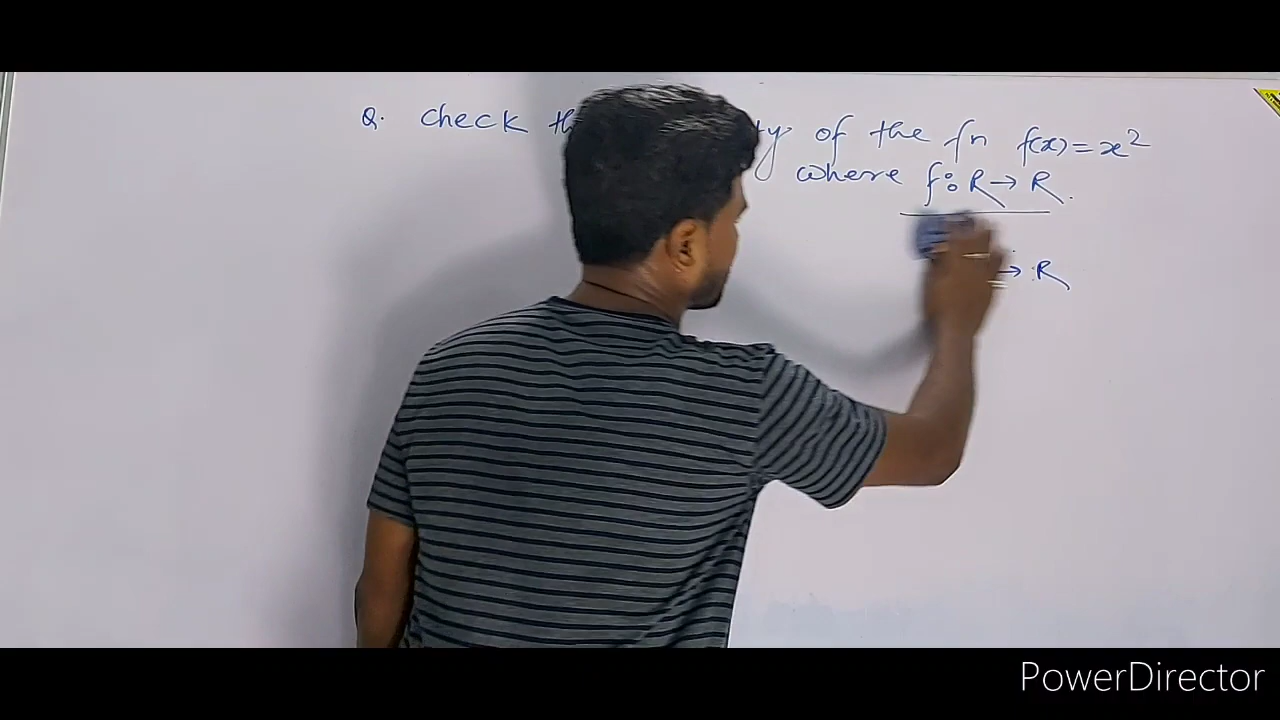 Q. check th ty of the fn f(x)=x²
where f: R→ R.
→ R
PowerDirector